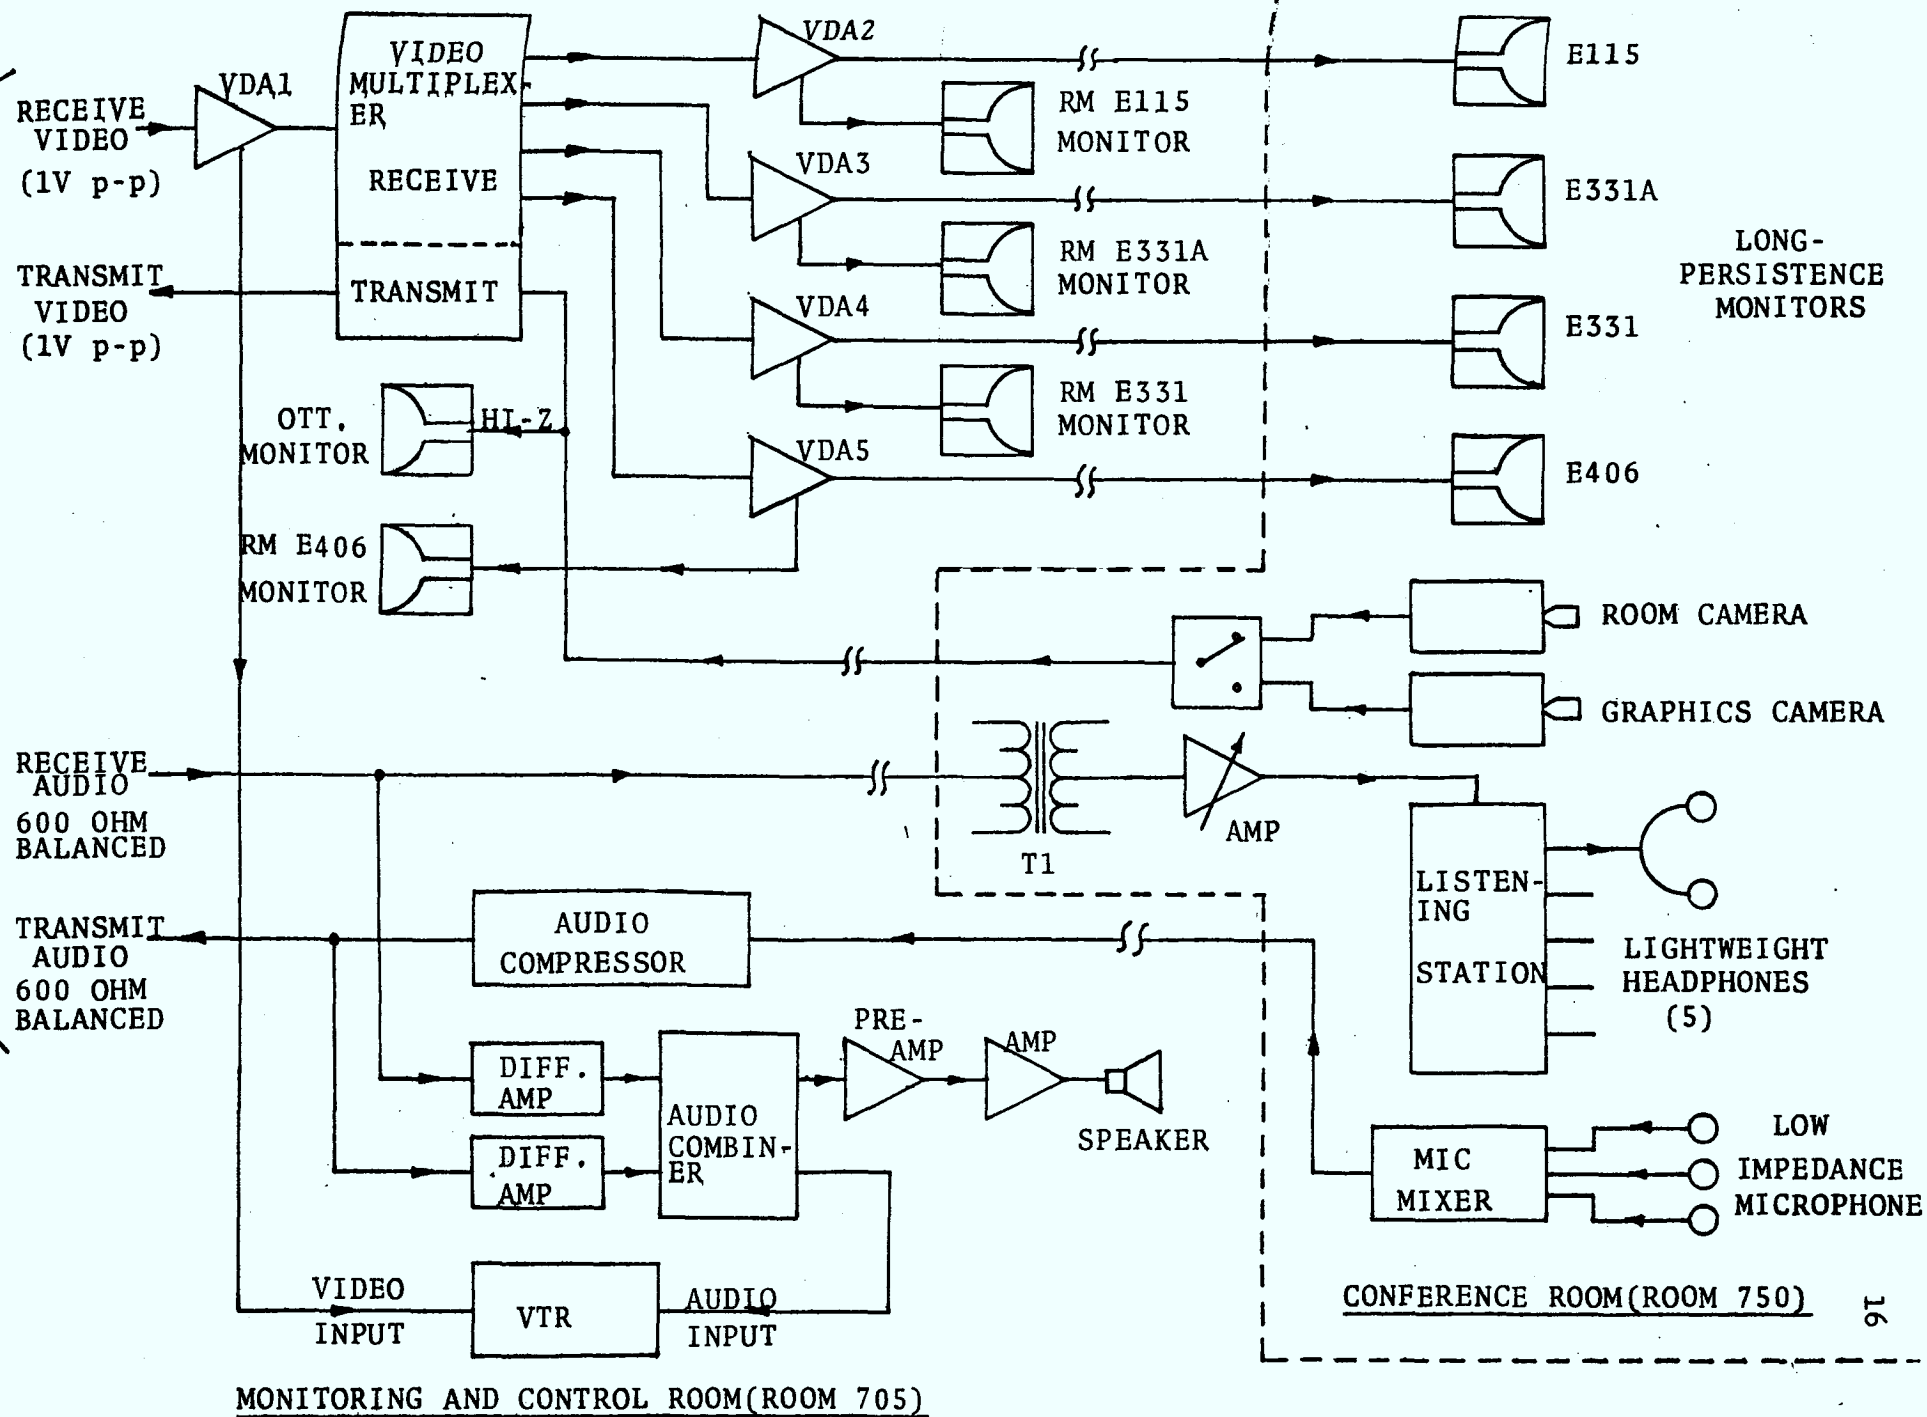 VDA1
RECEIVE
VIDEO
(1V p-p)
TRANSMIT
VIDEO
(1V p-p)
VIDEO
MULTIPLEX-
ER
RECEIVE
TRANSMIT
VDA2
RM E115
MONITOR
VDA3
RM E331A
MONITOR
VDA4
RM E331
MONITOR
VDA5
E115
E331A
E331
E406
LONG-
PERSISTENCE
MONITORS
OTT.
MONITOR
HI-Z
RM E406
MONITOR
ROOM CAMERA
GRAPHICS CAMERA
RECEIVE
AUDIO
600 OHM
BALANCED
T1
AMP
LISTEN-
ING
STATION
LIGHTWEIGHT
HEADPHONES
(5)
TRANSMIT
AUDIO
600 OHM
BALANCED
AUDIO
COMPRESSOR
DIFF.
AMP
DIFF.
AMP
AUDIO
COMBIN-
ER
PRE-
AMP
AMP
SPEAKER
MIC
MIXER
LOW
IMPEDANCE
MICROPHONE
VIDEO
INPUT
VTR
AUDIO
INPUT
CONFERENCE ROOM(ROOM 750)
16
MONITORING AND CONTROL ROOM(ROOM 705)